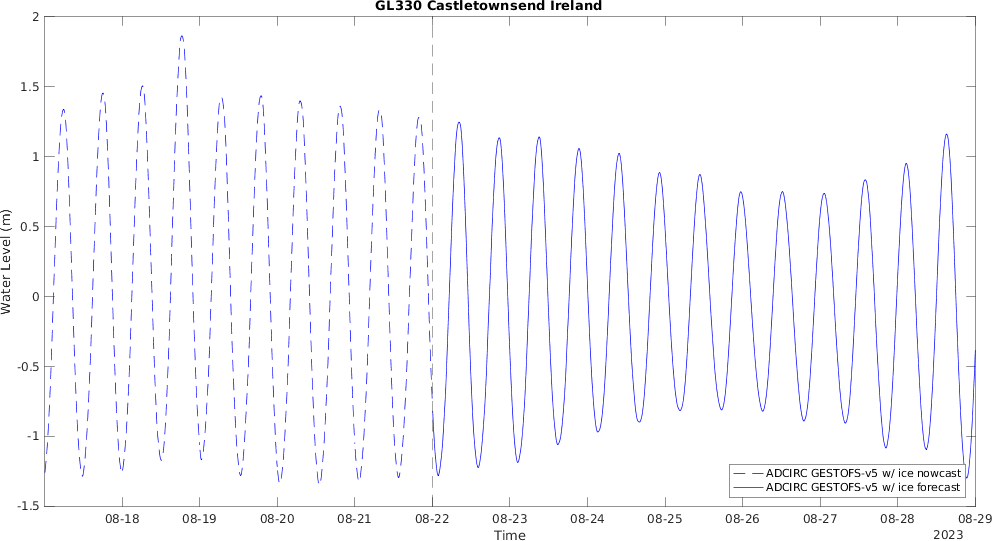 GL330 Castletownsend Ireland
2
1.5
1
0.5
0
-0.5
-1
-1.5
Water Level (m)
ADCIRC GESTOFS-v5 w/ ice nowcast
ADCIRC GESTOFS-v5 w/ ice forecast
08-18 08-19 08-20 08-21 08-22 08-23 08-24 08-25 08-26 08-27 08-28 08-29
Time
2023